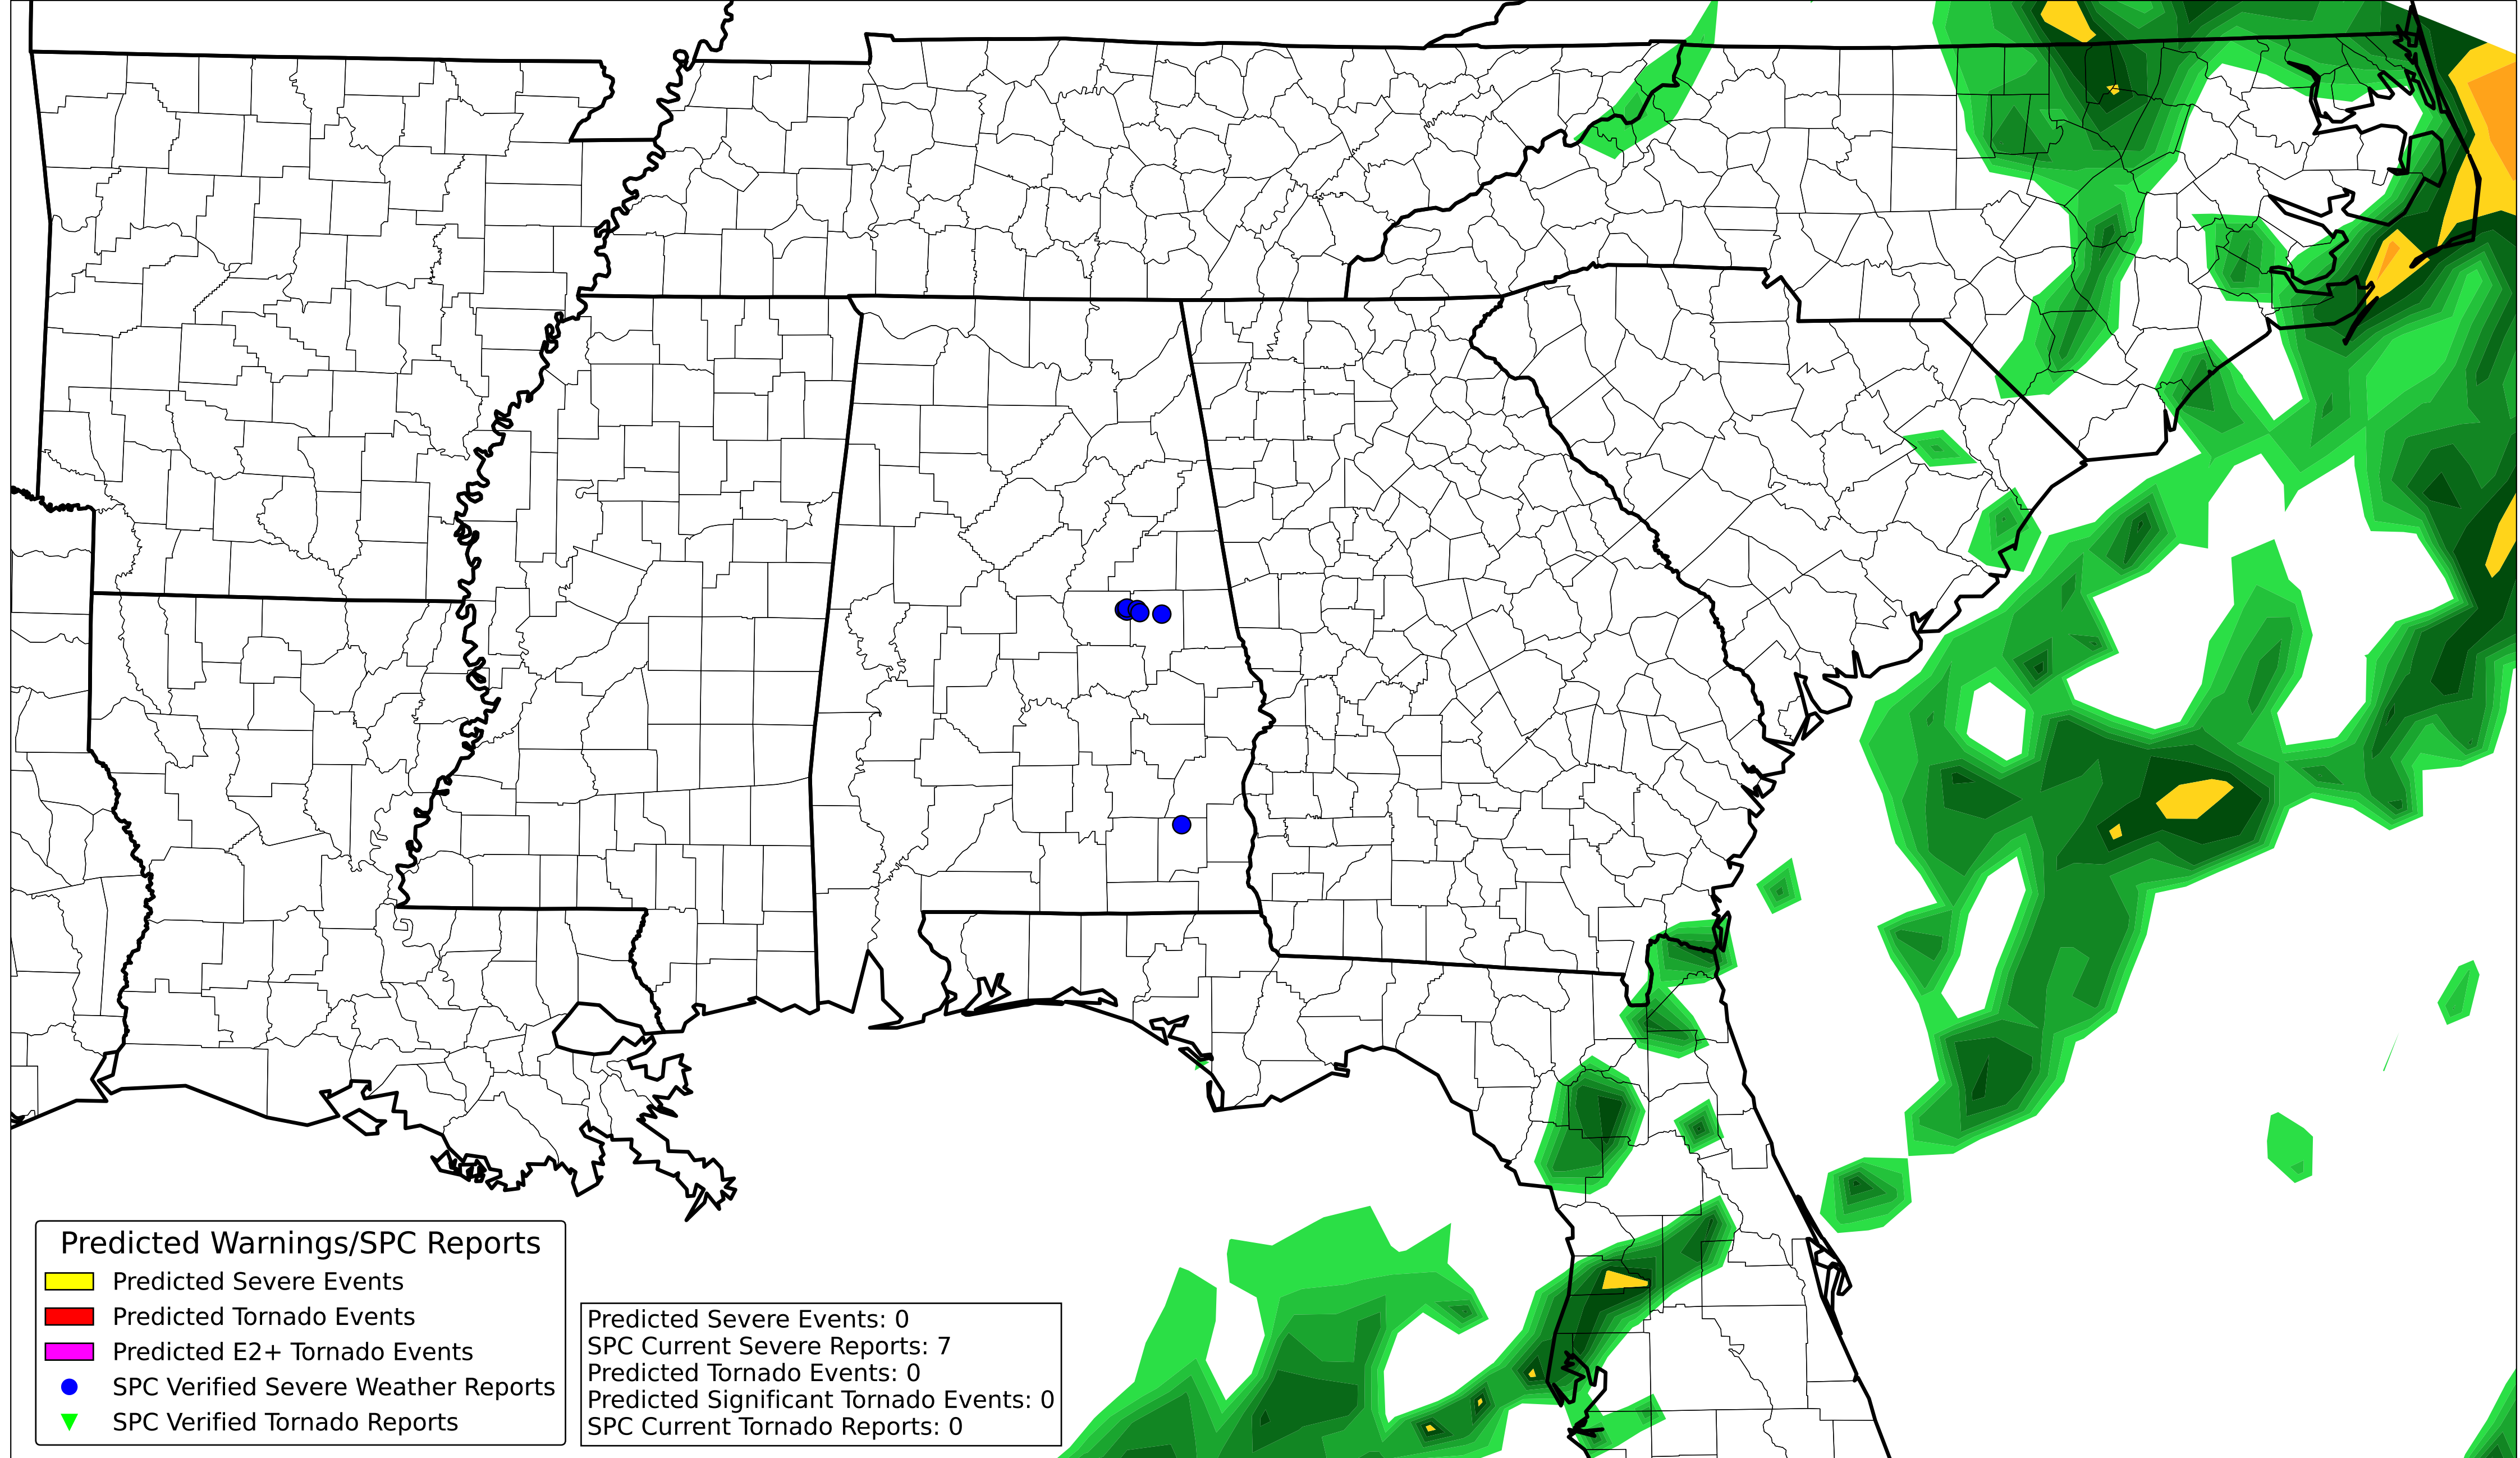 Predicted Warnings/SPC Reports
Predicted Severe Events
Predicted Tornado Events
Predicted E2+ Tornado Events
SPC Verified Severe Weather Reports
SPC Verified Tornado Reports
Predicted Severe Events: 0
SPC Current Severe Reports: 7
Predicted Tornado Events: 0
Predicted Significant Tornado Events: 0
SPC Current Tornado Reports: 0